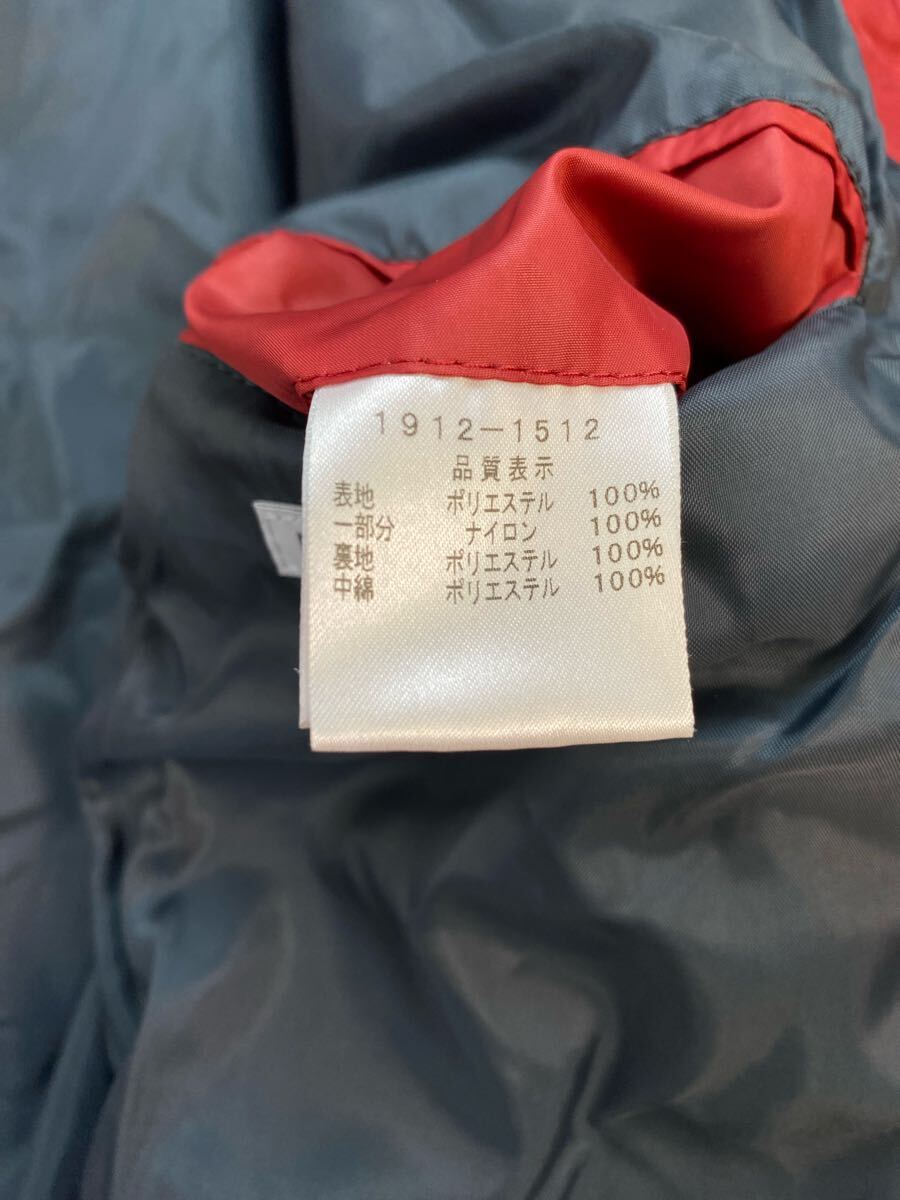 1912-1512
品質表示
表地 ポリエステル 100%
一部分 ナイロン 100%
裏地 ポリエステル 100%
中綿 ポリエステル 100%